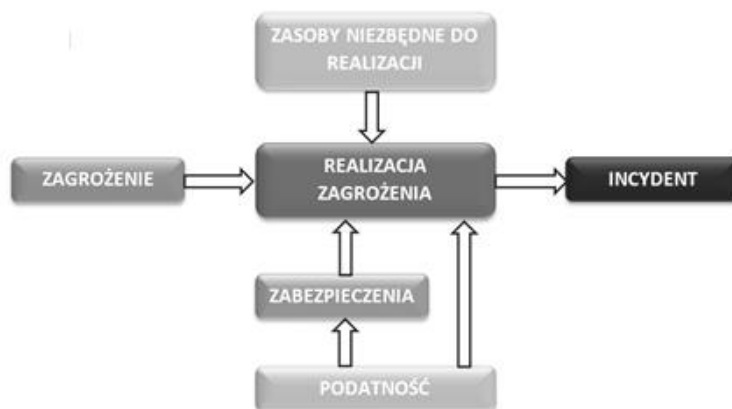 ZASOBY NIEZBĘDNE DO
REALIZACJI
ZAGROŻENIE
REALIZACJA
ZAGROŻENIA
INCYDENT
ZABEZPIECZENIA
PODATNOŚĆ